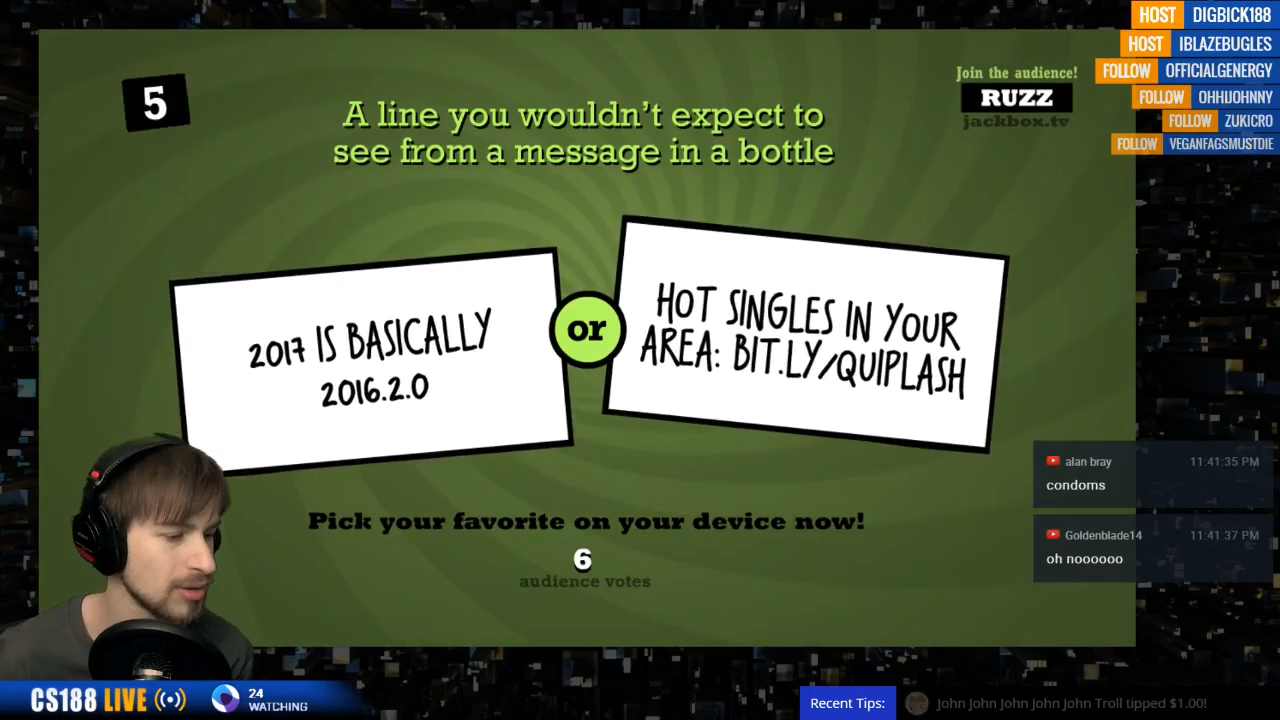 HOST DIGBICK188
HOST IBLAZEBUGLES
FOLLOW OFFICIALGENERGY
FOLLOW OHHIJOHNNY
FOLLOW ZUKICRO
FOLLOW VEGANFAGSMUSTDIE
5
Join the audience!
RUZZ
jackbox.tv
A line you wouldn't expect to
see from a message in a bottle
2017 IS BASICALLY
2016.2.0
or
HOT SINGLES IN YOUR
AREA: BIT.LY/QUIPLASH
Pick your favorite on your device now!
6
audience votes
alan bray 11:41:35 PM
condoms
Goldenblade14 11:41:37 PM
oh noooooo
CS188 LIVE
24
WATCHING
Recent Tips: John John John John John Troll tipped $1.00!